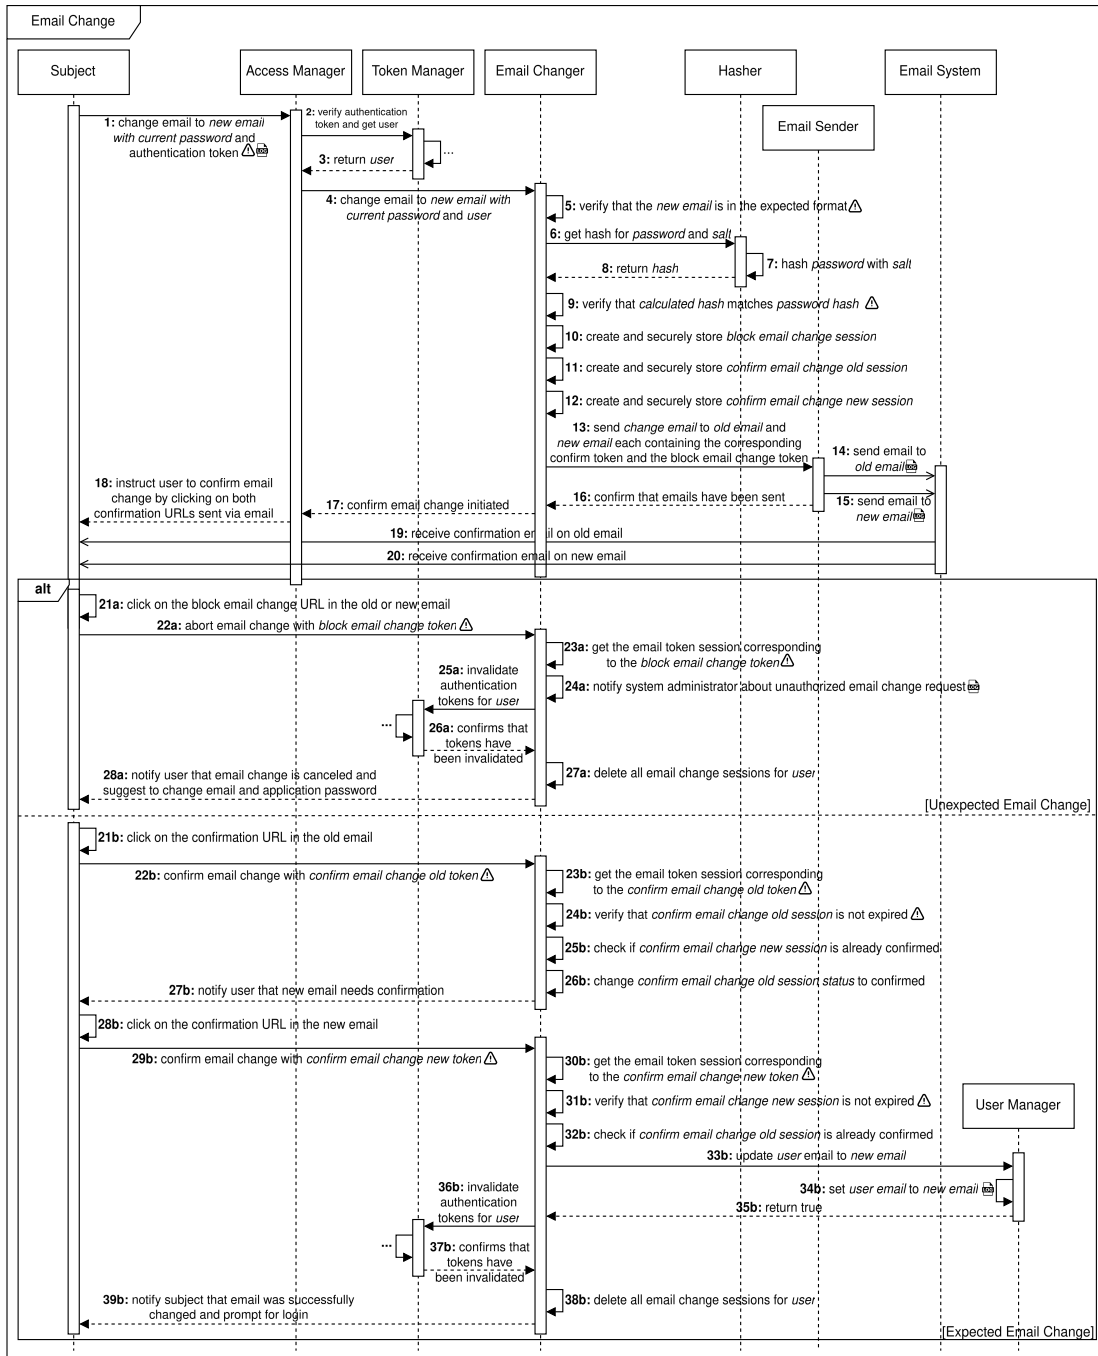 Email Change
Subject
Access Manager
Token Manager
Email Changer
Hasher
Email System
Email Sender
1: change email to new email
with current password and
authentication token
2: verify authentication
token and get user
...
3: return user
4: change email to new email with
current password and user
5: verify that the new email is in the expected format
6: get hash for password and salt
7: hash password with salt
8: return hash
9: verify that calculated hash matches password hash
10: create and securely store block email change session
11: create and securely store confirm email change old session
12: create and securely store confirm email change new session
13: send change email to old email and
new email each containing the corresponding
confirm token and the block email change token
14: send email to
old email
15: send email to
new email
16: confirm that emails have been sent
17: confirm email change initiated
18: instruct user to confirm email
change by clicking on both
confirmation URLs sent via email
19: receive confirmation email on old email
20: receive confirmation email on new email
alt
21a: click on the block email change URL in the old or new email
22a: abort email change with block email change token
23a: get the email token session corresponding
to the block email change token
24a: notify system administrator about unauthorized email change request
25a: invalidate
authentication
tokens for user
...
26a: confirms that
tokens have
been invalidated
27a: delete all email change sessions for user
28a: notify user that email change is canceled and
suggest to change email and application password
[Unexpected Email Change]
21b: click on the confirmation URL in the old email
22b: confirm email change with confirm email change old token
23b: get the email token session corresponding
to the confirm email change old token
24b: verify that confirm email change old session is not expired
25b: check if confirm email change new session is already confirmed
26b: change confirm email change old session status to confirmed
27b: notify user that new email needs confirmation
28b: click on the confirmation URL in the new email
29b: confirm email change with confirm email change new token
30b: get the email token session corresponding
to the confirm email change new token
31b: verify that confirm email change new session is not expired
User Manager
32b: check if confirm email change old session is already confirmed
33b: update user email to new email
34b: set user email to new email
35b: return true
36b: invalidate
authentication
tokens for user
...
37b: confirms that
tokens have
been invalidated
38b: delete all email change sessions for user
39b: notify subject that email was successfully
changed and prompt for login
[Expected Email Change]